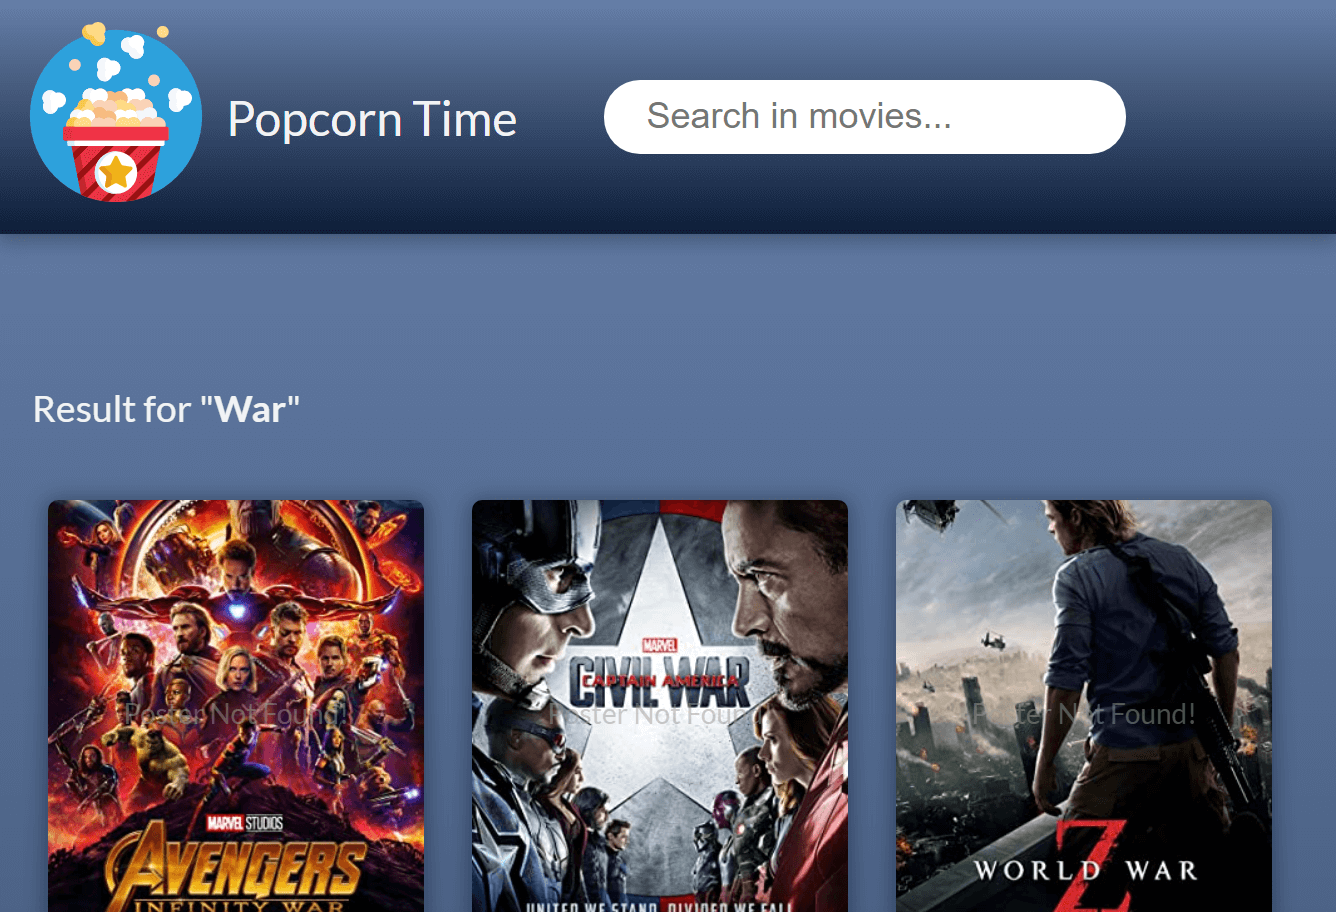 Popcorn Time
Search in movies...
Result for "War"
Poster Not Found!
MARVEL STUDIOS
AVENGERS
INFINITY WAR
MARVEL
CIVIL WAR
CAPTAIN AMERICA
Poster Not Found
UNITED WE STAND. DIVIDED WE FALL
Poster Not Found!
Z
WORLD WAR